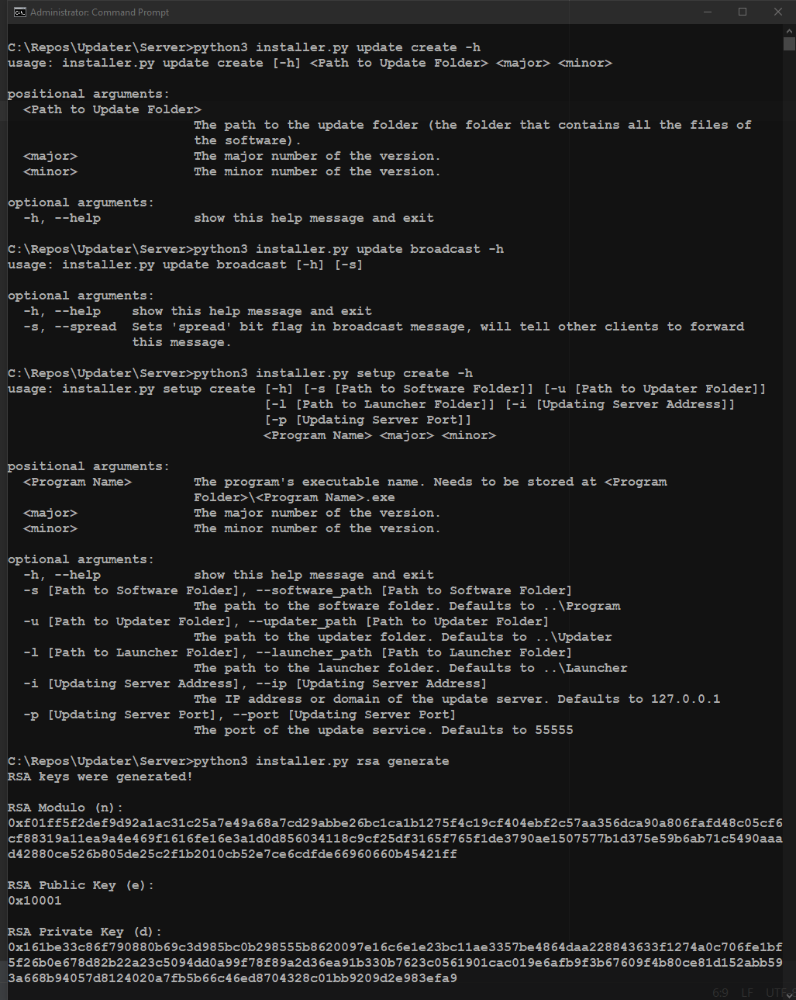 Administrator: Command Prompt
C:\Repos\Updater\Server>python3 installer.py update create -h
usage: installer.py update create [-h] <Path to Update Folder> <major> <minor>
positional arguments:
<Path to Update Folder>
The path to the update folder (the folder that contains all the files of
the software).
<major> The major number of the version.
<minor> The minor number of the version.
optional arguments:
-h, --help show this help message and exit
C:\Repos\Updater\Server>python3 installer.py update broadcast -h
usage: installer.py update broadcast [-h] [-s]
optional arguments:
-h, --help show this help message and exit
-s, --spread Sets 'spread' bit flag in broadcast message, will tell other clients to forward
this message.
C:\Repos\Updater\Server>python3 installer.py setup create -h
usage: installer.py setup create [-h] [-s [Path to Software Folder]] [-u [Path to Updater Folder]]
[-l [Path to Launcher Folder]] [-i [Updating Server Address]]
[-p [Updating Server Port]]
<Program Name> <major> <minor>
positional arguments:
<Program Name> The program's executable name. Needs to be stored at <Program
Folder>\<Program Name>.exe
<major> The major number of the version.
<minor> The minor number of the version.
optional arguments:
-h, --help show this help message and exit
-s [Path to Software Folder], --software_path [Path to Software Folder]
The path to the software folder. Defaults to ..\Program
-u [Path to Updater Folder], --updater_path [Path to Updater Folder]
The path to the updater folder. Defaults to ..\Updater
-l [Path to Launcher Folder], --launcher_path [Path to Launcher Folder]
The path to the launcher folder. Defaults to ..\Launcher
-i [Updating Server Address], --ip [Updating Server Address]
The IP address or domain of the update server. Defaults to 127.0.0.1
-p [Updating Server Port], --port [Updating Server Port]
The port of the update service. Defaults to 55555
C:\Repos\Updater\Server>python3 installer.py rsa generate
RSA keys were generated!
RSA Modulo (n):
0xf01ff5f2def9d92a1ac31c25a7e49a68a7cd29abbe26bc1ca1b1275f4c19cf404ebf2c57aa356dca90a806fafd48c05cf6
cf88319a11ea9a4e469f1616fe16e3a1d0d856034118c9cf25df3165f765f1de3790ae1507577b1d375e59b6ab71c5490aaa
d42880ce526b805de25c2f1b2010cb52e7ce6cdfde66960660b45421ff
RSA Public Key (e):
0x10001
RSA Private Key (d):
0x161be33c86f790880b69c3d985bc0b298555b8620097e16c6e1e23bc11ae3357be4864daa228843633f1274a0c706fe1bf
5f26b0e678d82b22a23c5094dd0a99f78f89a2d36ea91b330b7623c0561901cac019e6afb9f3b67609f4b80ce81d152abb59
3a668b94057d8124020a7fb5b66c46ed8704328c01bb9209d2e983efa9
6:9 LF